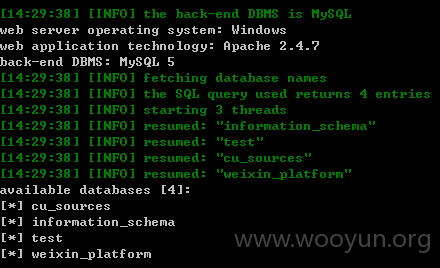 [14:29:38] [INFO] the back-end DBMS is MySQL
web server operating system: Windows
web application technology: Apache 2.4.7
back-end DBMS: MySQL 5
[14:29:38] [INFO] fetching database names
[14:29:38] [INFO] the SQL query used returns 4 entries
[14:29:38] [INFO] starting 3 threads
[14:29:38] [INFO] resumed: "information_schema"
[14:29:38] [INFO] resumed: "test"
[14:29:38] [INFO] resumed: "cu_sources"
[14:29:38] [INFO] resumed: "weixin_platform"
available databases [4]:
[*] cu_sources
[*] information_schema
[*] test
[*] weixin_platform
www.wooyun.org